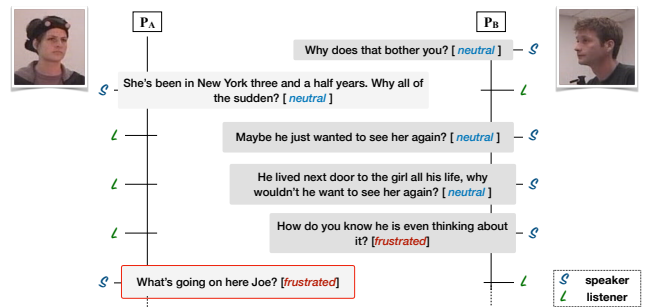 P_A
P_B
Why does that bother you? [ neutral ]
S
S
She's been in New York three and a half years. Why all of
the sudden? [ neutral ]
L
L
Maybe he just wanted to see her again? [ neutral ]
S
L
He lived next door to the girl all his life, why
wouldn't he want to see her again? [ neutral ]
S
L
How do you know he is even thinking about
it? [frustrated]
S
S
What's going on here Joe? [frustrated]
L
S speaker
L listener